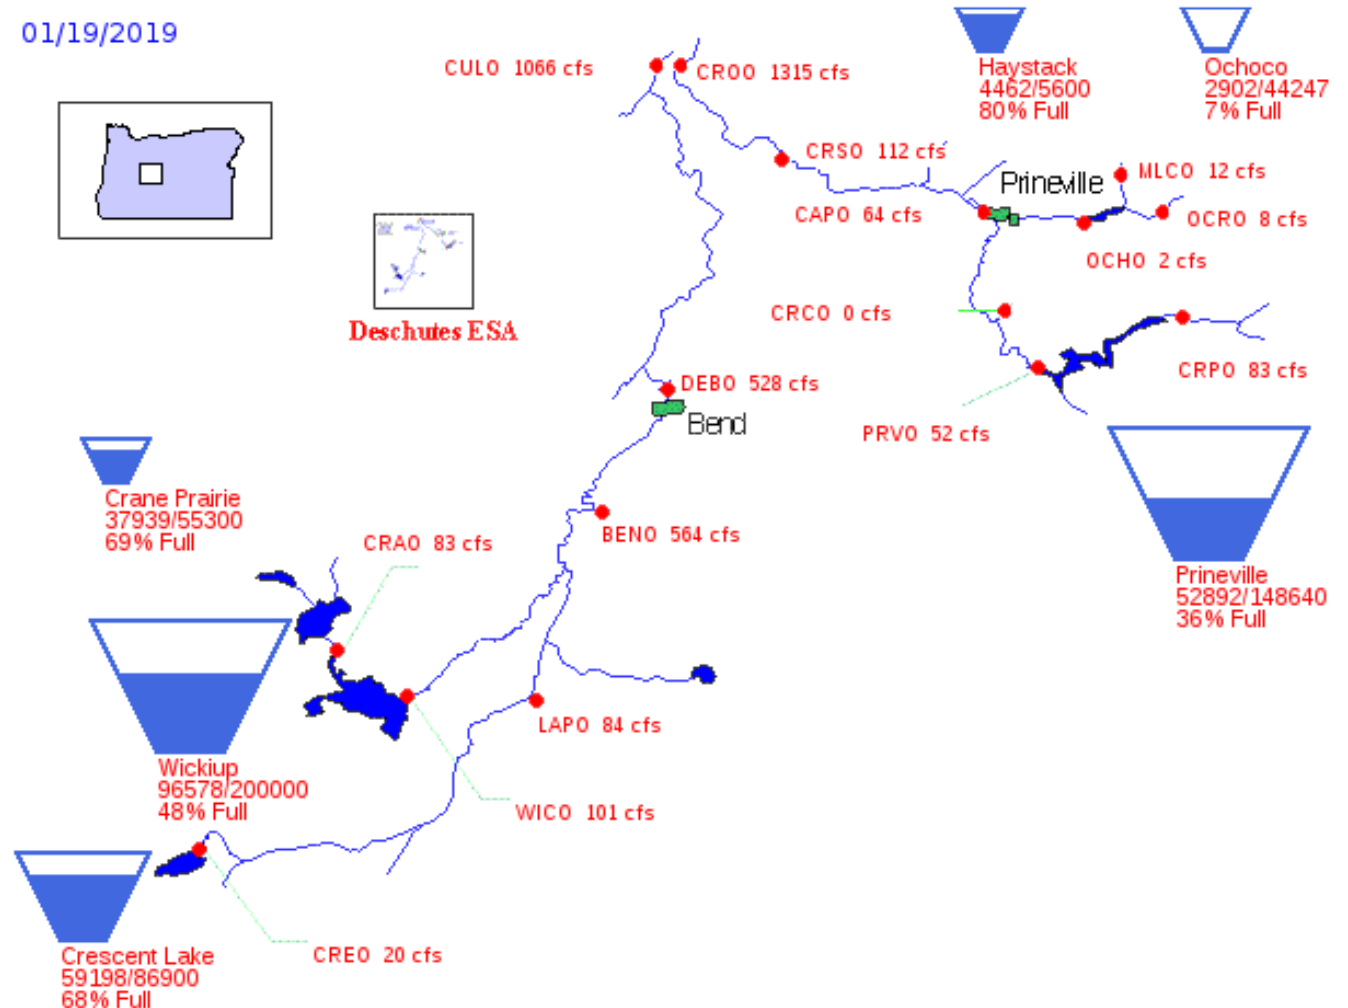 01/19/2019
CULO 1066 cfs
CROO 1315 cfs
Haystack
4462/5600
80% Full
Ochoco
2902/44247
7% Full
CRSO 112 cfs
Prineville
MLCO 12 cfs
CAPO 64 cfs
OCRO 8 cfs
OCHO 2 cfs
Deschutes ESA
CRCO 0 cfs
CRPO 83 cfs
DEBO 528 cfs
Bend
PRVO 52 cfs
Crane Prairie
37939/55300
69% Full
CRAO 83 cfs
BENO 564 cfs
Prineville
52892/148640
36% Full
LAPO 84 cfs
Wickiup
96578/200000
48% Full
WICO 101 cfs
CREO 20 cfs
Crescent Lake
59198/86900
68% Full